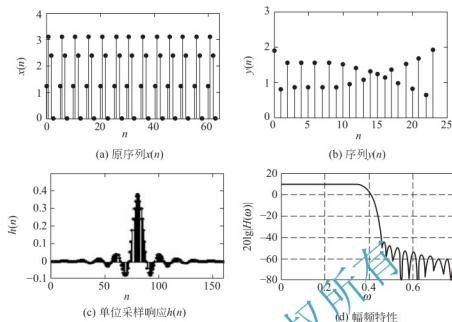 4
3
2
1
0
x(n)
0 20 40 60
n
(a) 原序列x(n)
3
2
1
0
y(n)
0 5 10 15 20 25
n
(b) 序列y(n)
0.4
0.3
0.2
0.1
0
-0.1
h(n)
0 50 100 150
n
(c) 单位采样响应h(n)
20
0
-20
-40
-60
-80
20lg|H(ω)|
0 0.2 0.4 0.6
ω
(d) 幅频特性
权所有